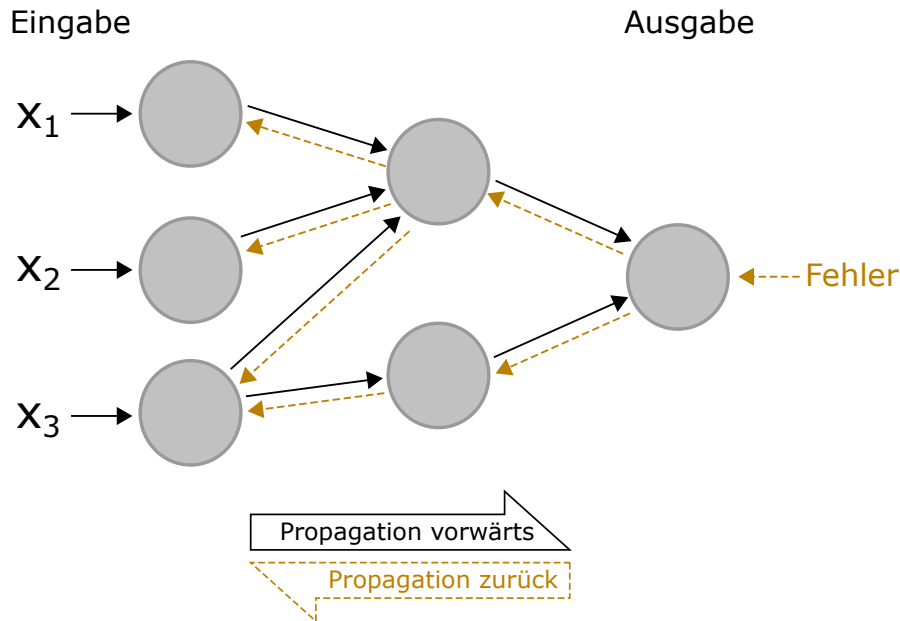 Eingabe
Ausgabe
x₁
x₂
Fehler
x₃
Propagation vorwärts
Propagation zurück